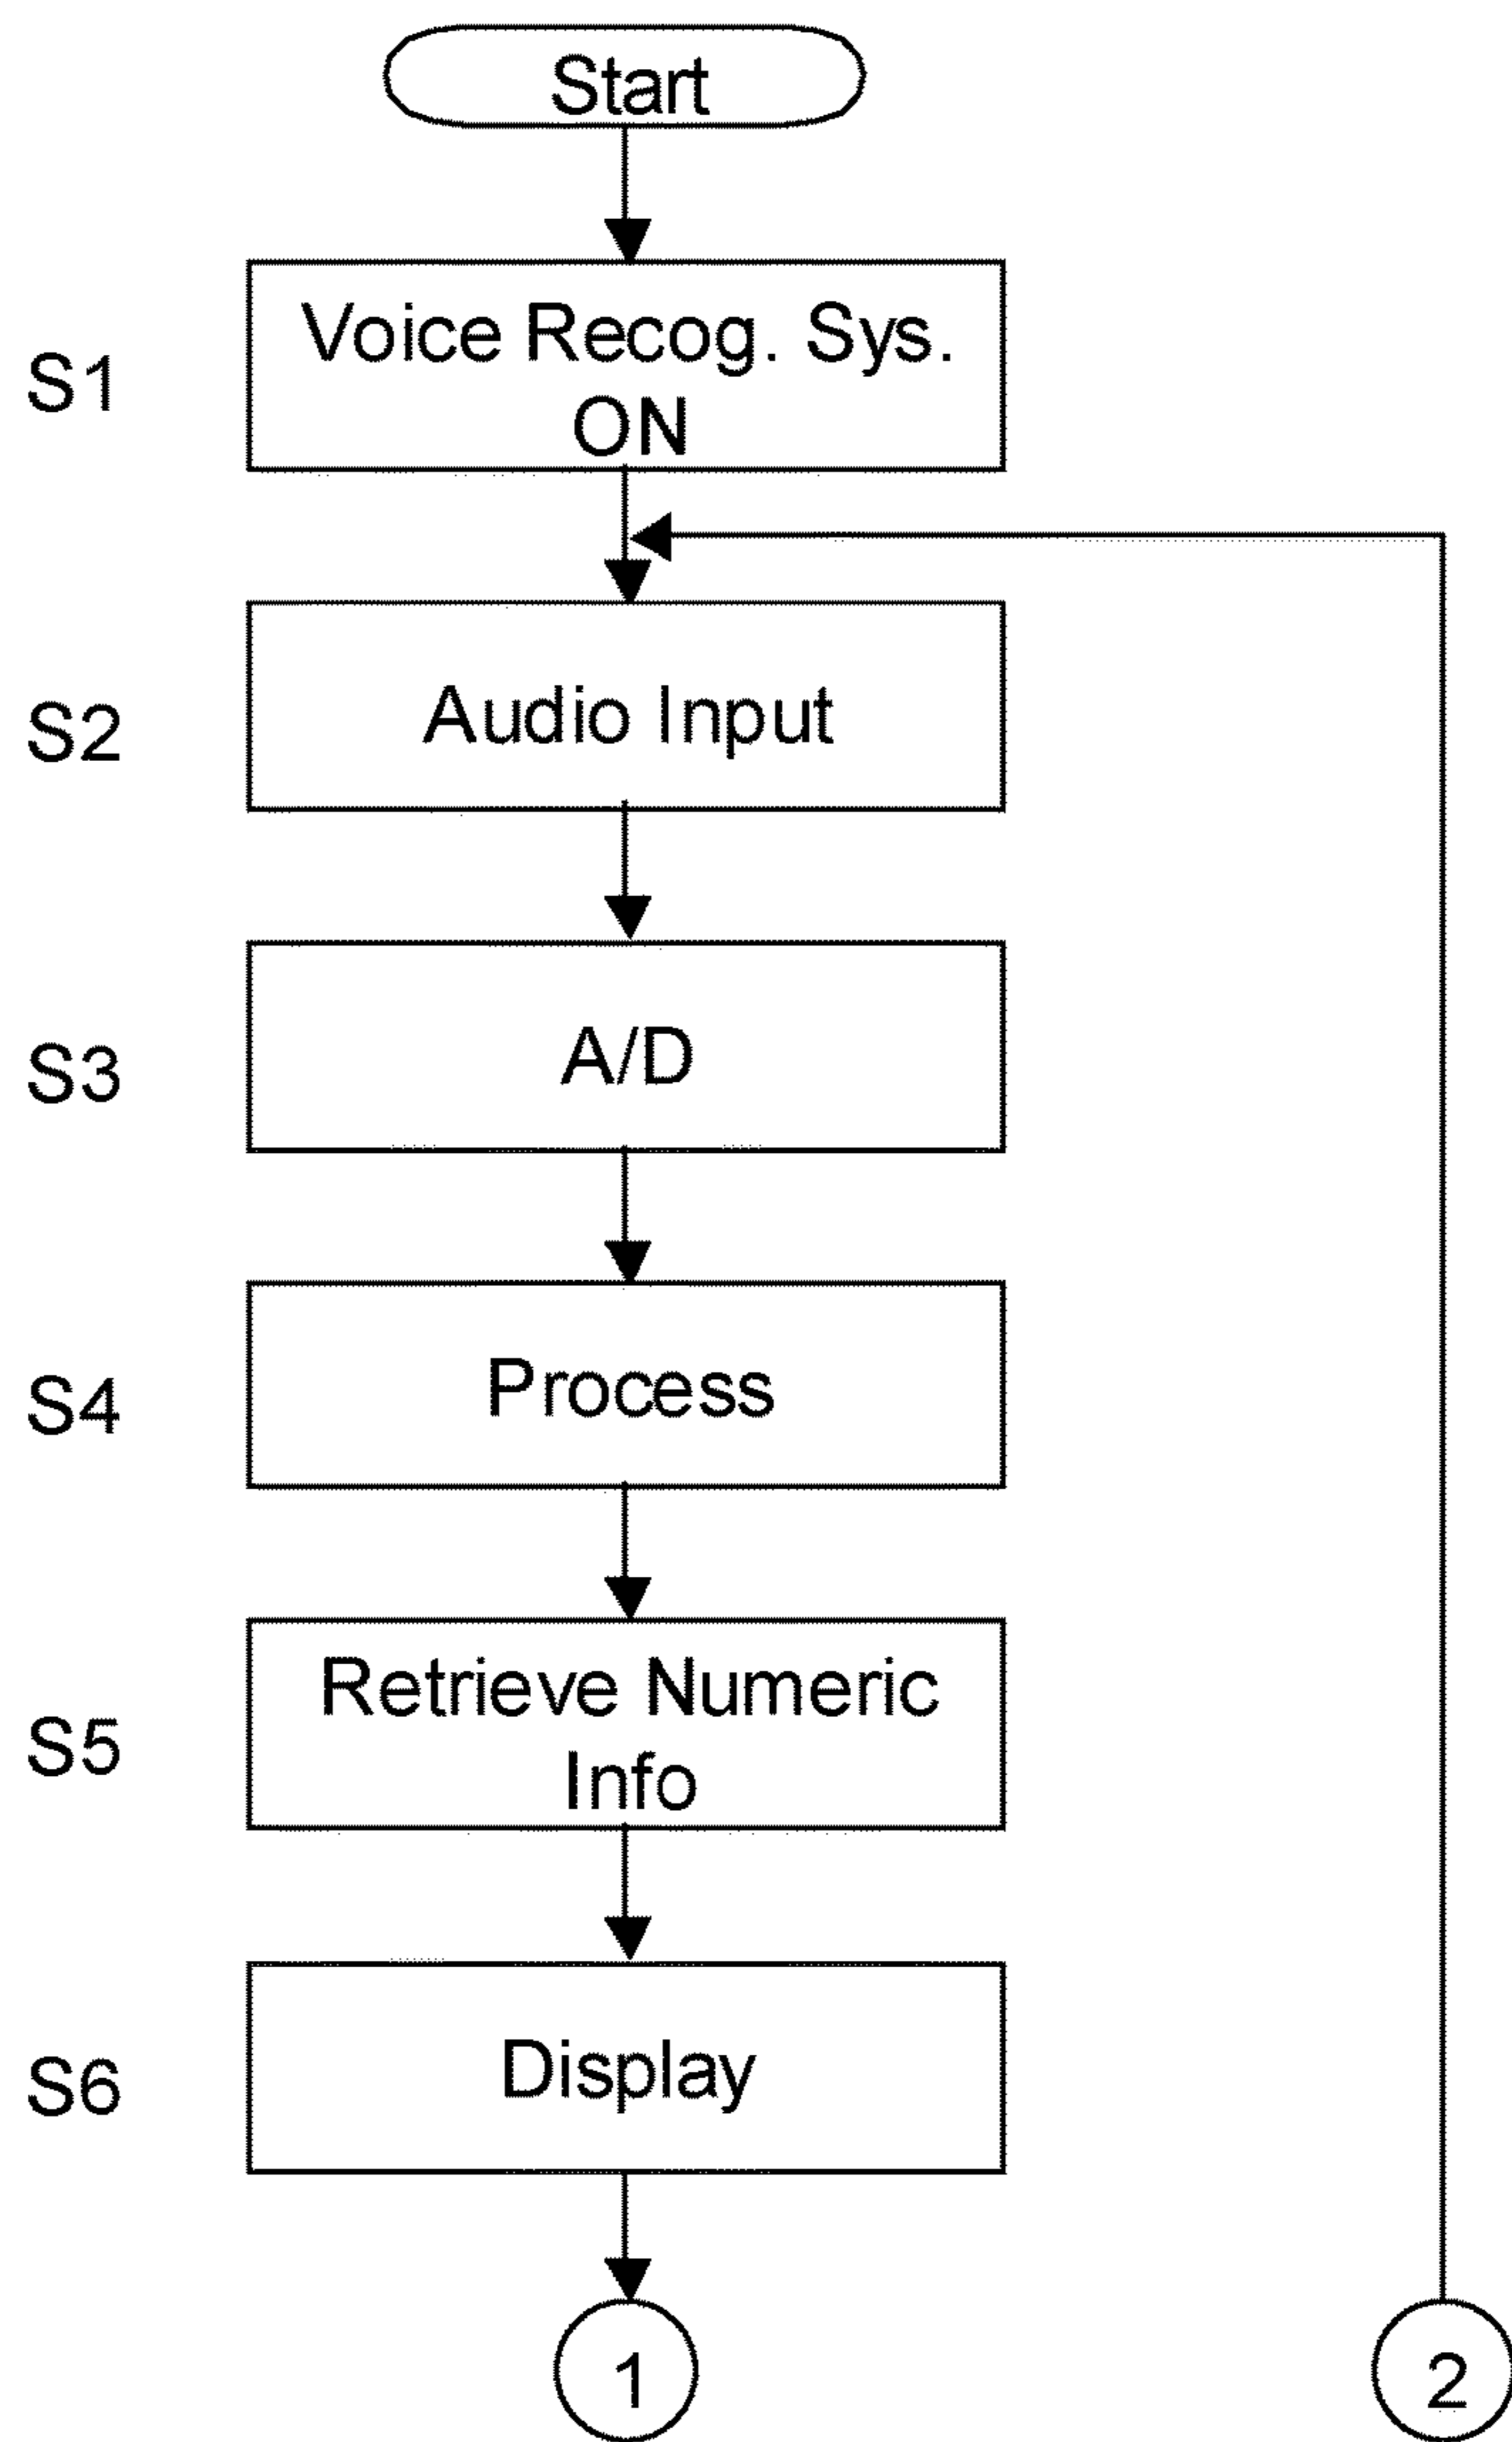 Start
S1
Voice Recog. Sys.
ON
S2
Audio Input
S3
A/D
S4
Process
S5
Retrieve Numeric
Info
S6
Display
1
2